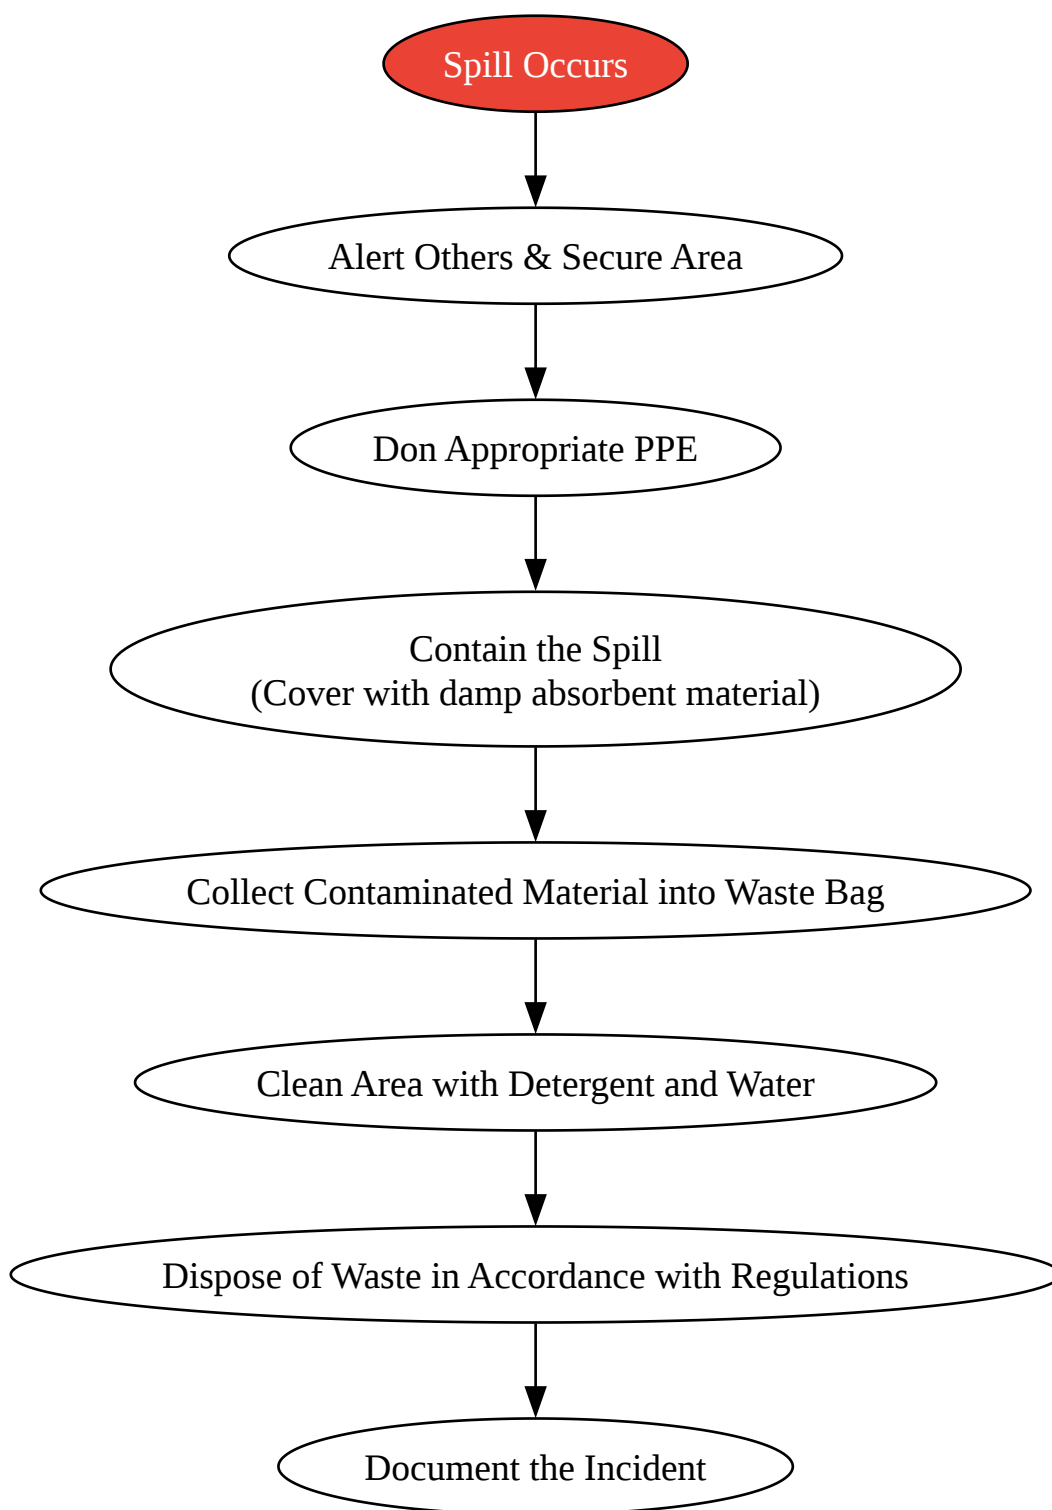 Spill Occurs
Alert Others & Secure Area
Don Appropriate PPE
Contain the Spill
(Cover with damp absorbent material)
Collect Contaminated Material into Waste Bag
Clean Area with Detergent and Water
Dispose of Waste in Accordance with Regulations
Document the Incident